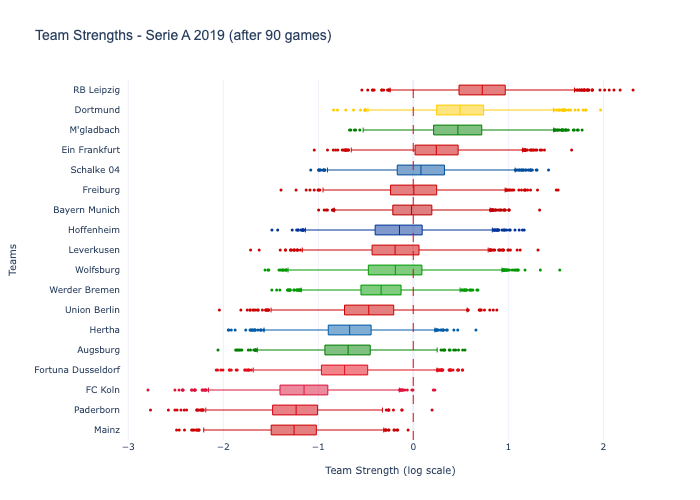 Team Strengths - Serie A 2019 (after 90 games)
RB Leipzig
Dortmund
M'gladbach
Ein Frankfurt
Schalke 04
Freiburg
Bayern Munich
Hoffenheim
Leverkusen
Wolfsburg
Werder Bremen
Union Berlin
Hertha
Augsburg
Fortuna Dusseldorf
FC Koln
Paderborn
Mainz
Teams
−3 −2 −1 0 1 2
Team Strength (log scale)